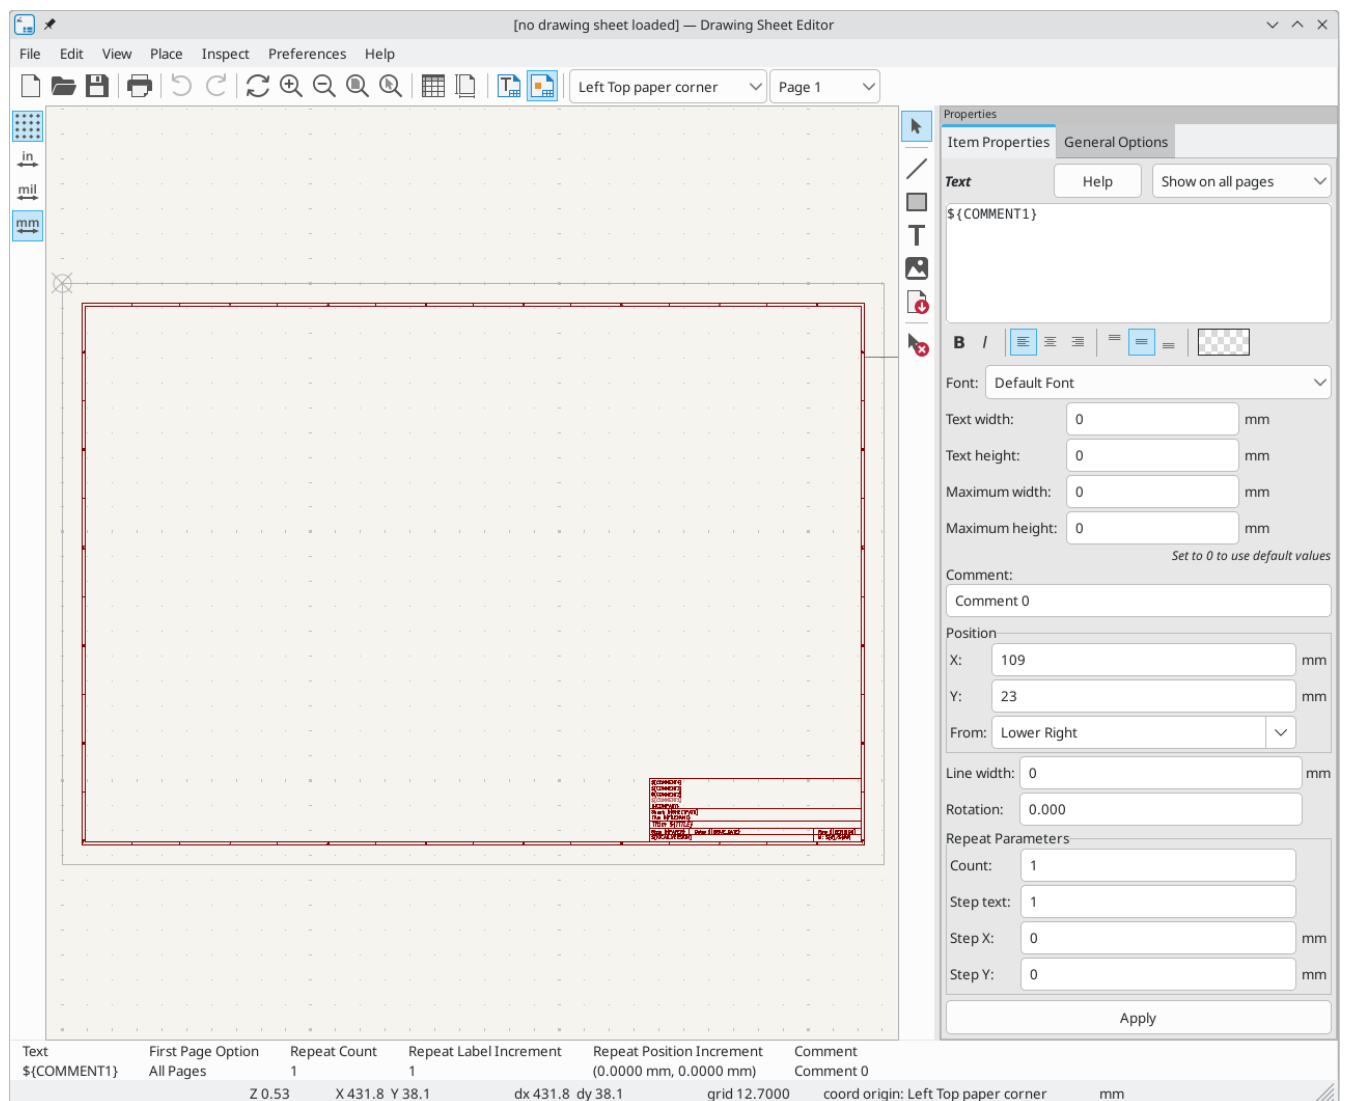 [no drawing sheet loaded] — Drawing Sheet Editor
File Edit View Place Inspect Preferences Help
Left Top paper corner Page 1
in
mil
mm
Properties
Item Properties General Options
Text Help Show on all pages
${COMMENT1}
B I
Font: Default Font
Text width: 0 mm
Text height: 0 mm
Maximum width: 0 mm
Maximum height: 0 mm
Set to 0 to use default values
Comment:
Comment 0
Position
X: 109 mm
Y: 23 mm
From: Lower Right
Line width: 0 mm
Rotation: 0.000
Repeat Parameters
Count: 1
Step text: 1
Step X: 0 mm
Step Y: 0 mm
Apply
Text First Page Option Repeat Count Repeat Label Increment Repeat Position Increment Comment
${COMMENT1} All Pages 1 1 (0.0000 mm, 0.0000 mm) Comment 0
Z 0.53 X 431.8 Y 38.1 dx 431.8 dy 38.1 grid 12.7000 coord origin: Left Top paper corner mm